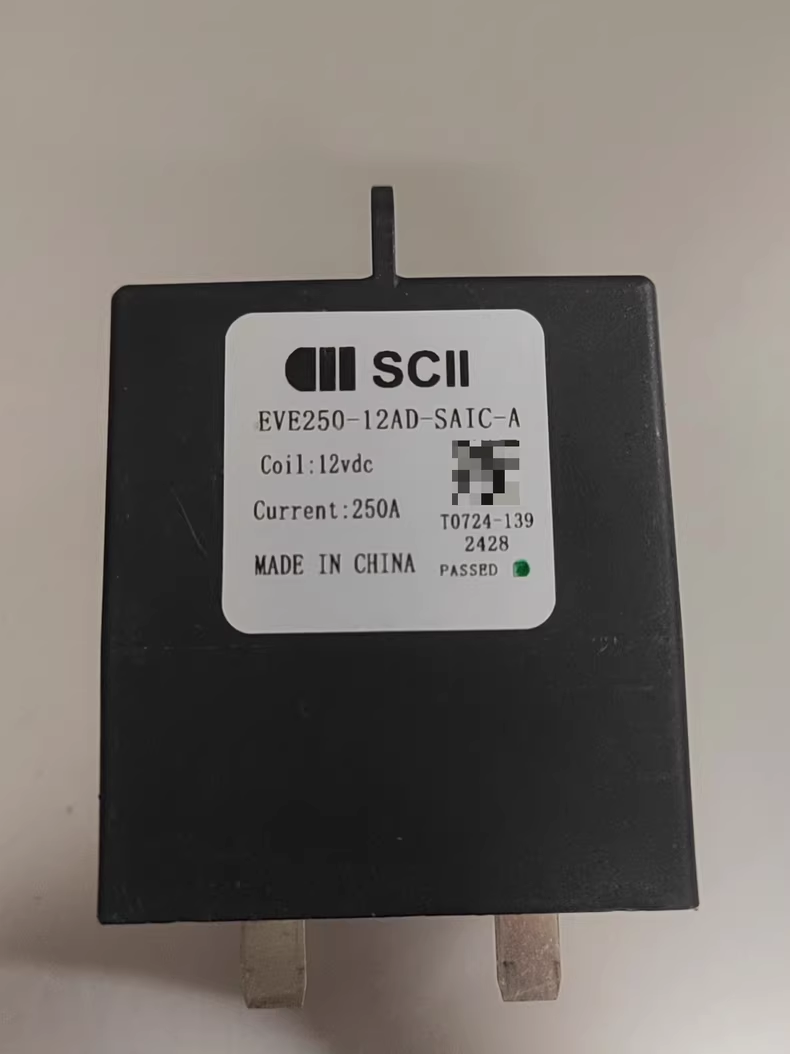 SCII
EVE250-12AD-SAIC-A
Coil:12vdc
Current:250A
T0724-139
2428
MADE IN CHINA
PASSED